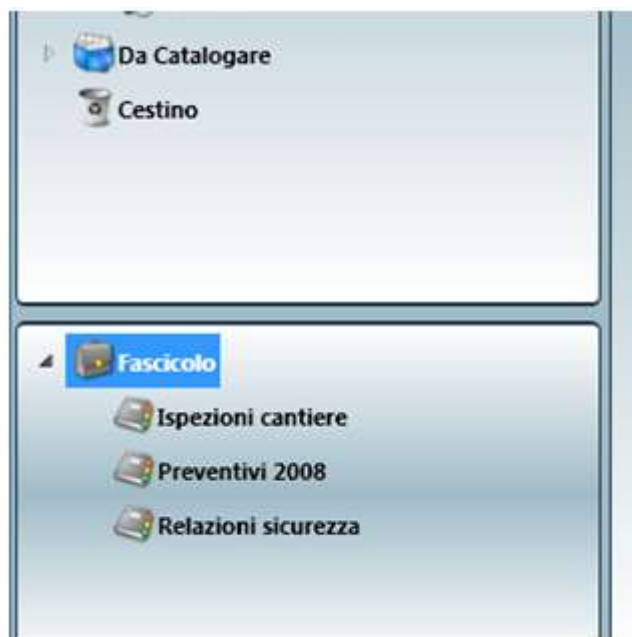 Da Catalogare
Cestino
Fascicolo
Ispezioni cantiere
Preventivi 2008
Relazioni sicurezza